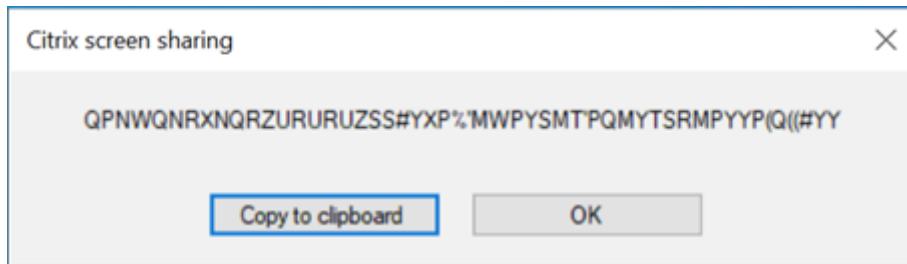 Citrix screen sharing
QPNWQNRXNQRZURURUZSS#YXP%'MWPYSMT'PQMYTSRMPYYP(Q((#YY
Copy to clipboard
OK